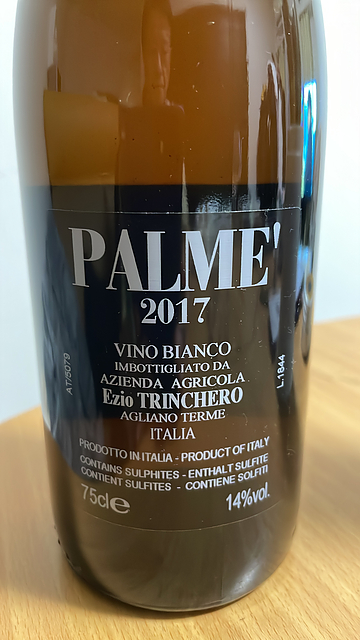 PALME'
2017
VINO BIANCO
IMBOTTIGLIATO DA
AZIENDA AGRICOLA
Ezio TRINCHERO
AGLIANO TERME
ITALIA
PRODOTTO IN ITALIA - PRODUCT OF ITALY
CONTAINS SULPHITES - ENTHALT SULFITE
CONTIENT SULFITES - CONTIENE SOLFITI
75cl e 14%vol.
AT/5079
L.1844